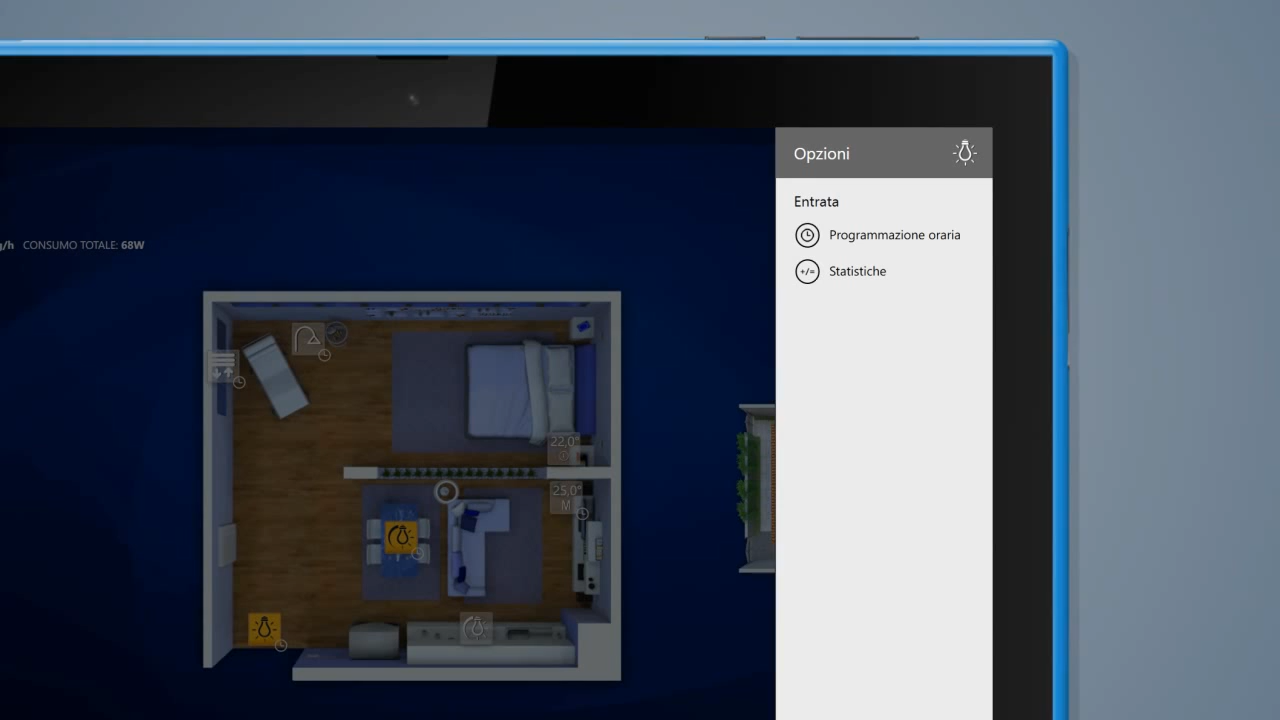 Opzioni
g/h CONSUMO TOTALE: 68W
Entrata
Programmazione oraria
+/= Statistiche
22,0°
25,0°
M